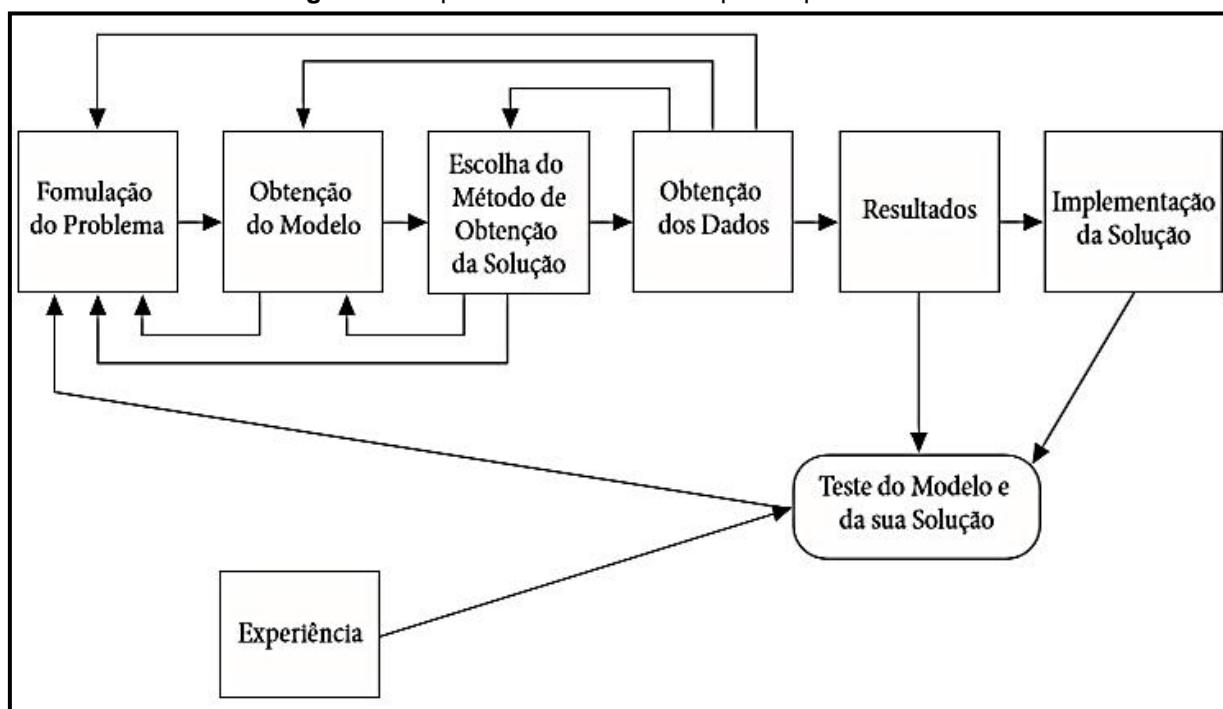 Fomulação
do Problema
Obtenção
do Modelo
Escolha do
Método de
Obtenção
da Solução
Obtenção
dos Dados
Resultados
Implementação
da Solução
Teste do Modelo e
da sua Solução
Experiência